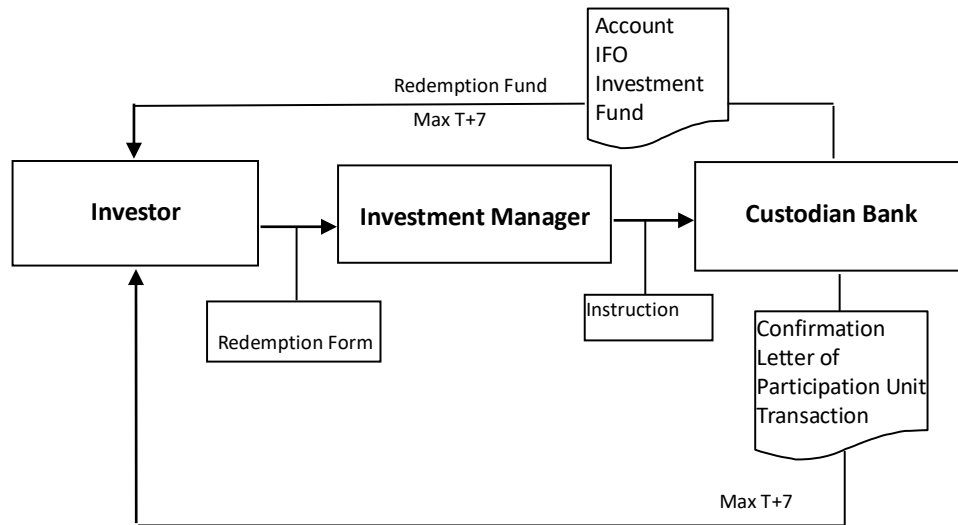 Account
IFO
Investment
Fund
Redemption Fund
Max T+7
Investor
Investment Manager
Custodian Bank
Redemption Form
Instruction
Confirmation
Letter of
Participation Unit
Transaction
Max T+7